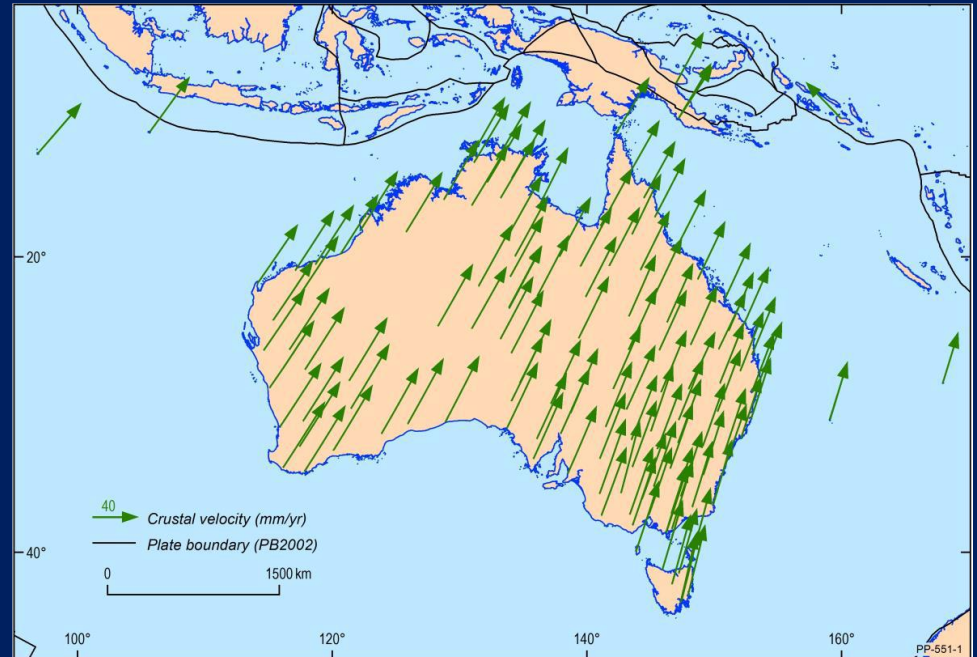 20°
40
Crustal velocity (mm/yr)
Plate boundary (PB2002)
40°
0 1500 km
100° 120° 140° 160°
PP-551-1